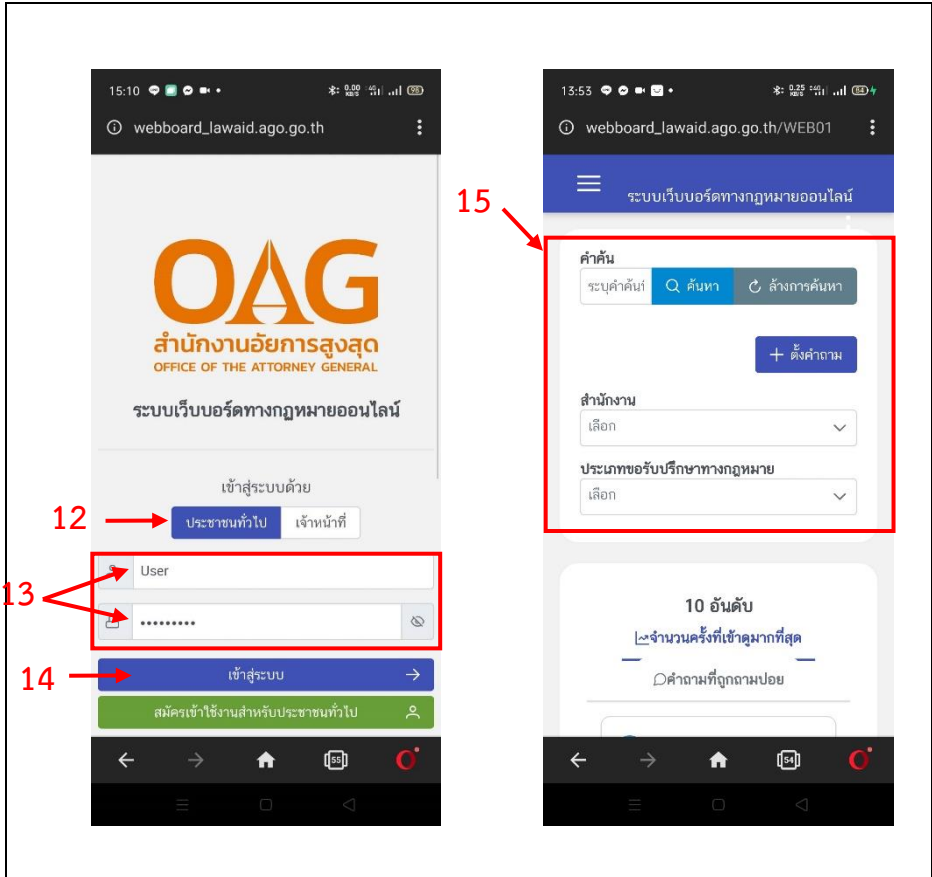 15:10
0.00 KB/S 4G 98
webboard_lawaid.ago.go.th
OAG
สำนักงานอัยการสูงสุด
OFFICE OF THE ATTORNEY GENERAL
ระบบเว็บบอร์ดทางกฎหมายออนไลน์
เข้าสู่ระบบด้วย
12
ประชาชนทั่วไป เจ้าหน้าที่
13
User
•••••••••
14
เข้าสู่ระบบ
สมัครเข้าใช้งานสำหรับประชาชนทั่วไป
55
13:53
0.25 KB/S 4G 84
webboard_lawaid.ago.go.th/WEB01
15
ระบบเว็บบอร์ดทางกฎหมายออนไลน์
คำค้น
ระบุคำค้นที่ ค้นหา ล้างการค้นหา
+ ตั้งคำถาม
สำนักงาน
เลือก
ประเภทขอรับปรึกษาทางกฎหมาย
เลือก
10 อันดับ
จำนวนครั้งที่เข้าดูมากที่สุด
คำถามที่ถูกถามบ่อย
54